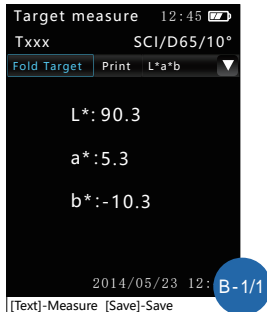 Target measure 12:45
Txxx SCI/D65/10°
Fold Target Print L*a*b
L*: 90.3
a*:5.3
b*:-10.3
2014/05/23 12:
B-1/1
[Text]-Measure [Save]-Save